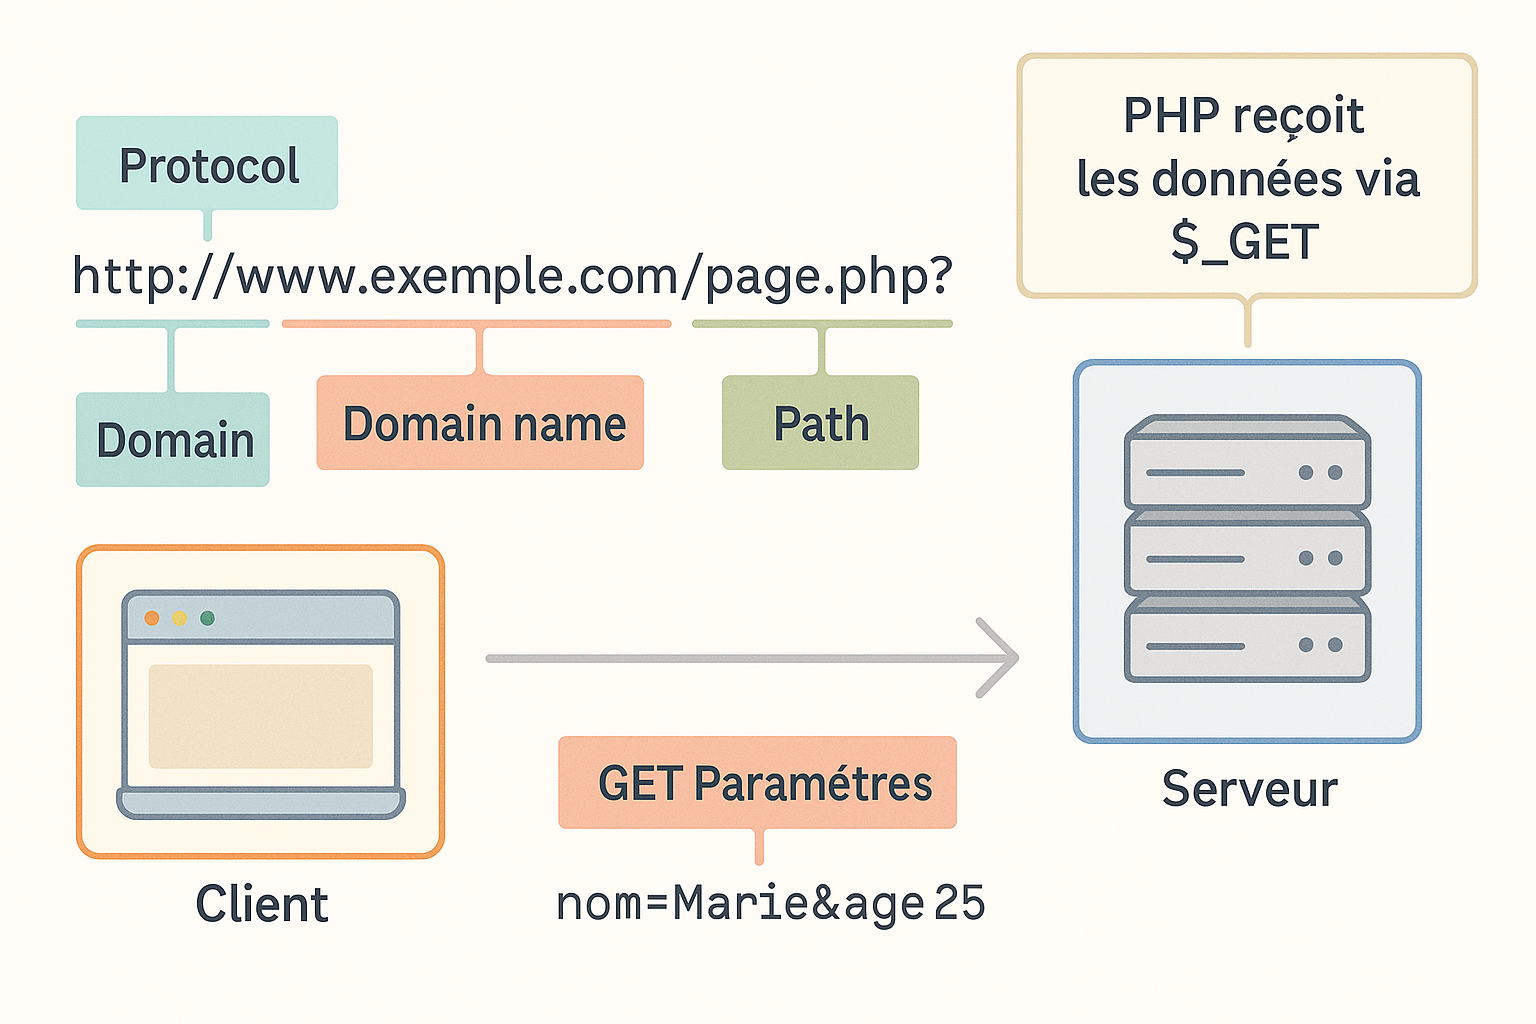 Protocol
http://www.exemple.com/page.php?
Domain
Domain name
Path
PHP reçoit
les données via
$_GET
Client
GET Paramétres
nom=Marie&age 25
Serveur